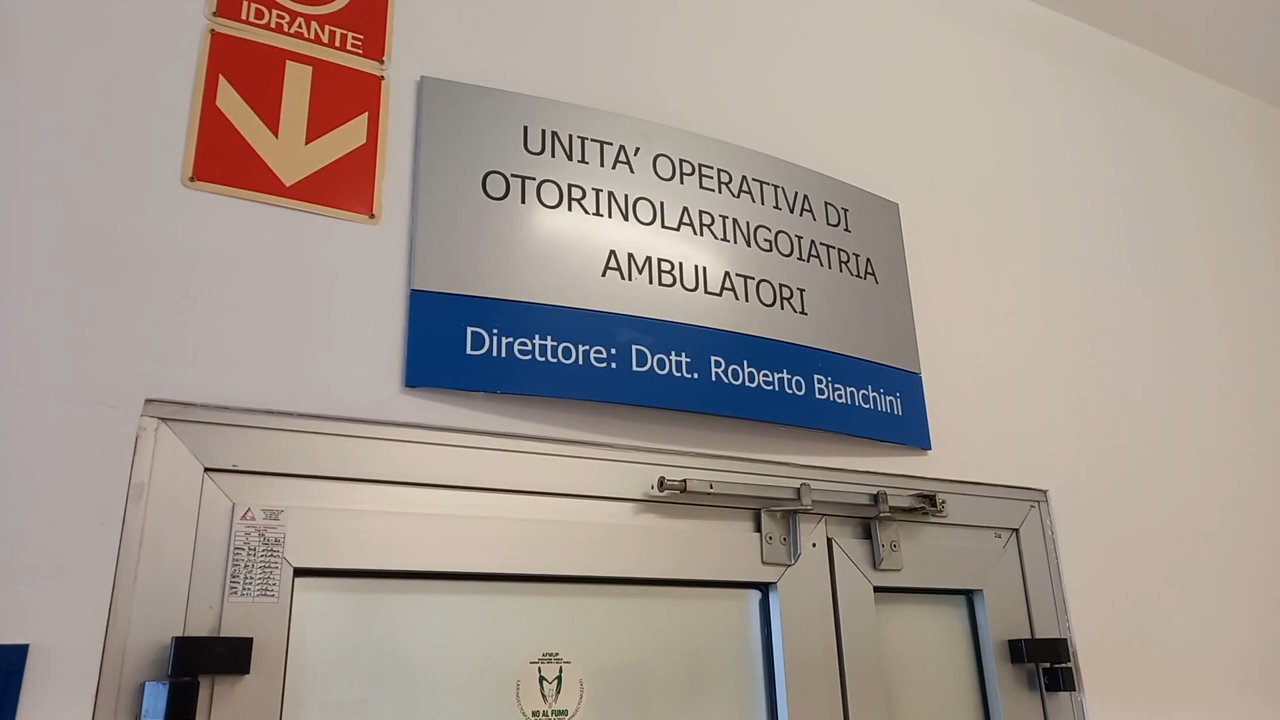 IDRANTE
UNITA' OPERATIVA DI
OTORINOLARINGOIATRIA
AMBULATORI
Direttore: Dott. Roberto Bianchini
AFMUP
NO AL FUMO